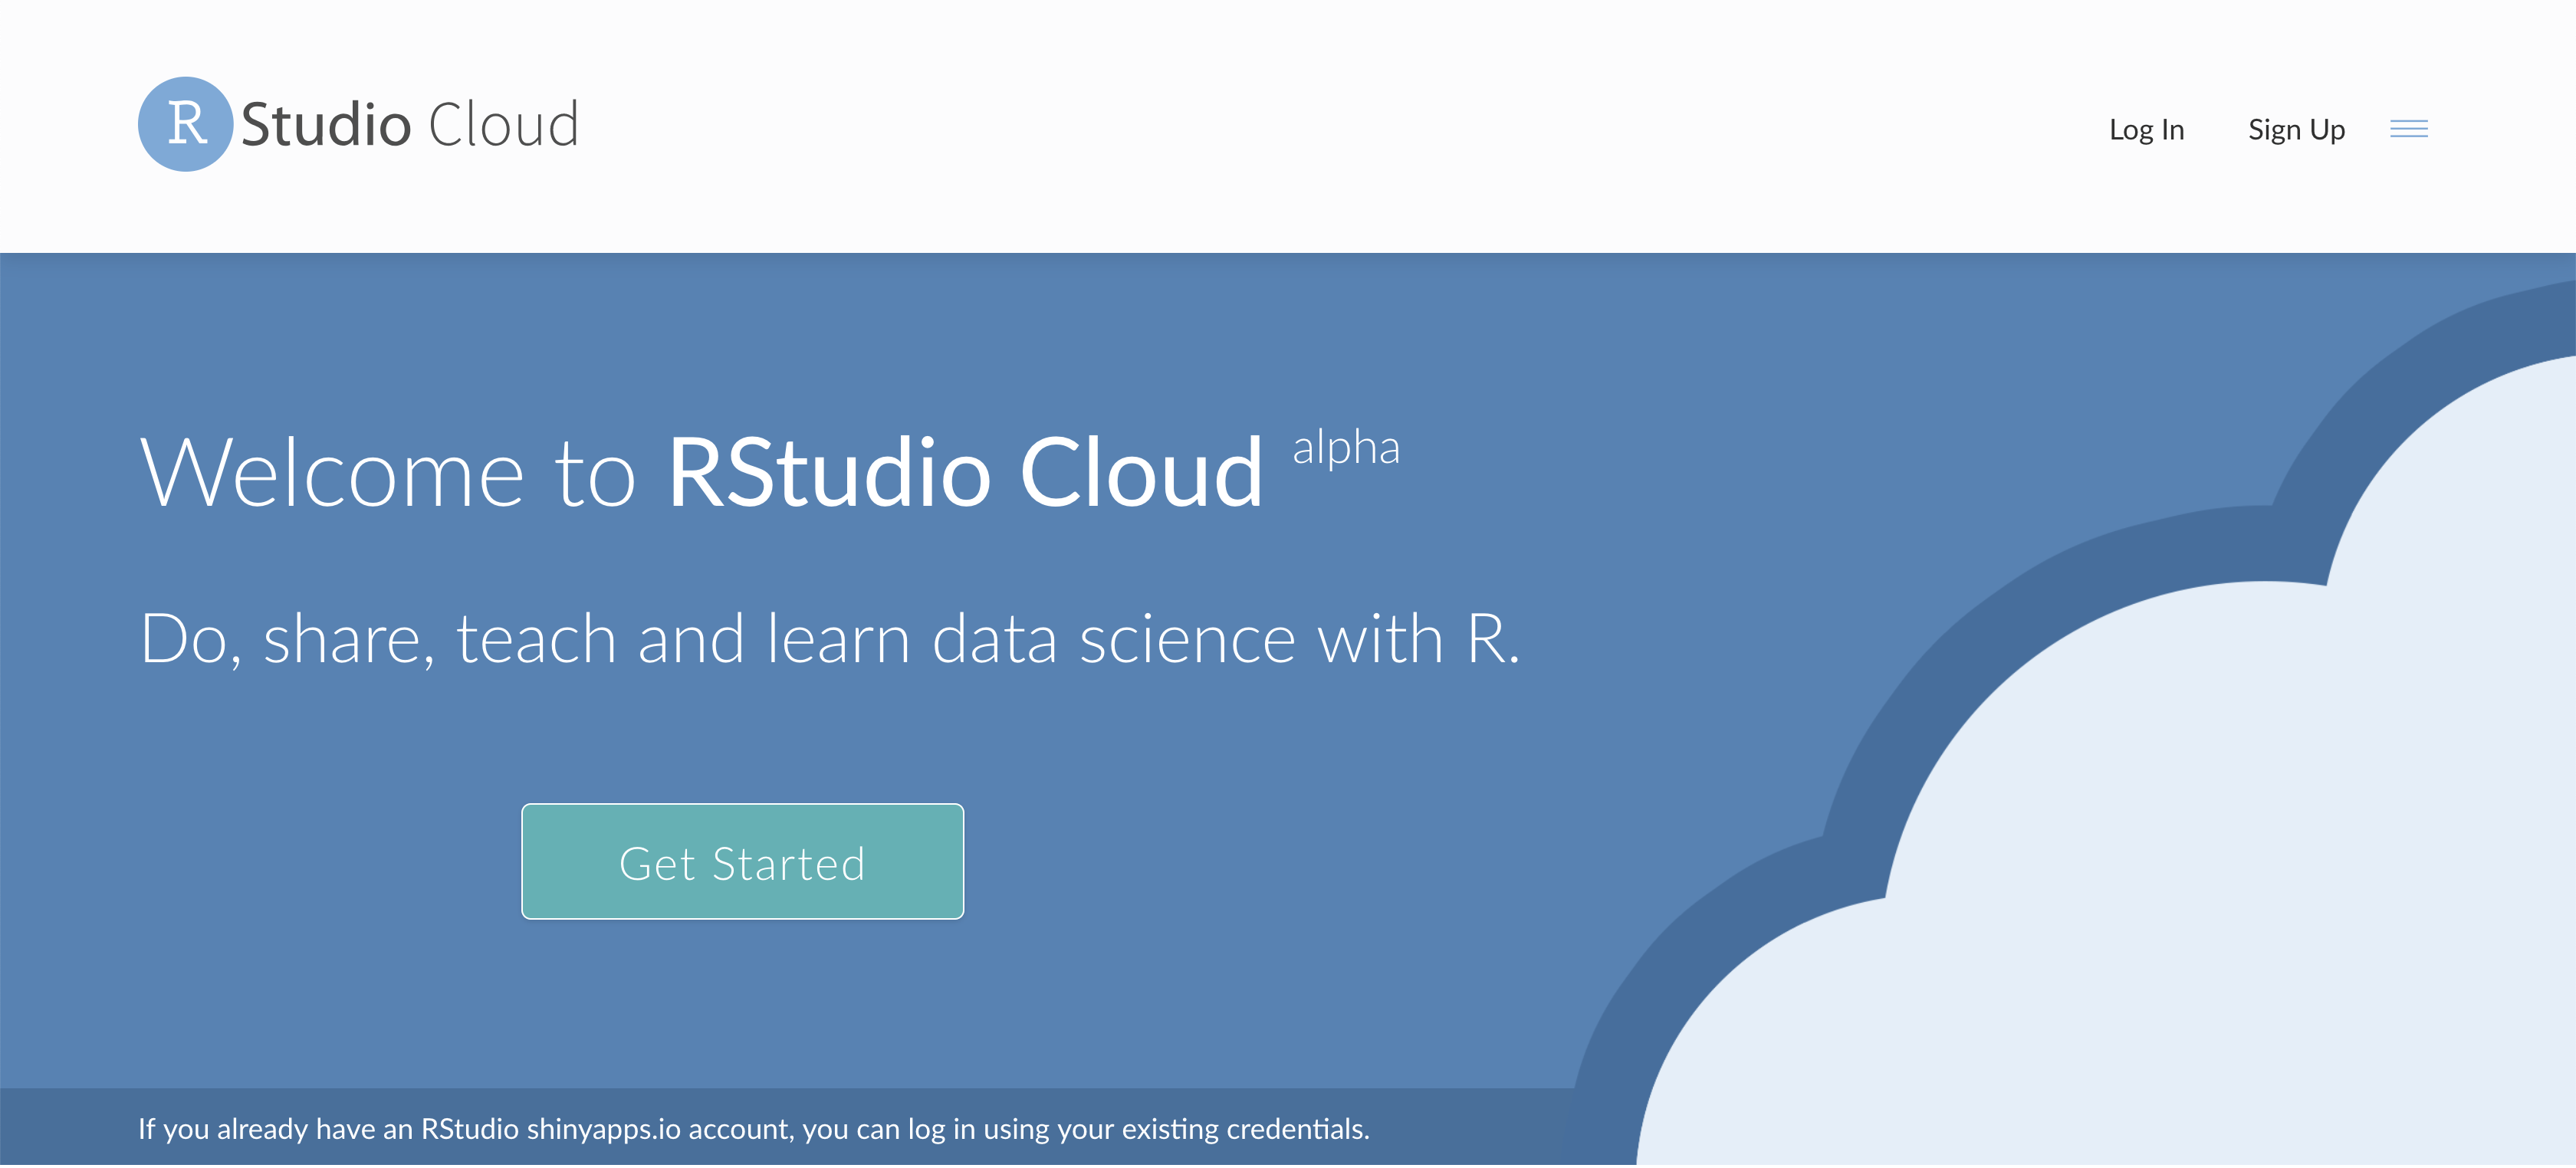 R Studio Cloud
Log In Sign Up
Welcome to RStudio Cloud alpha
Do, share, teach and learn data science with R.
Get Started
If you already have an RStudio shinyapps.io account, you can log in using your existing credentials.